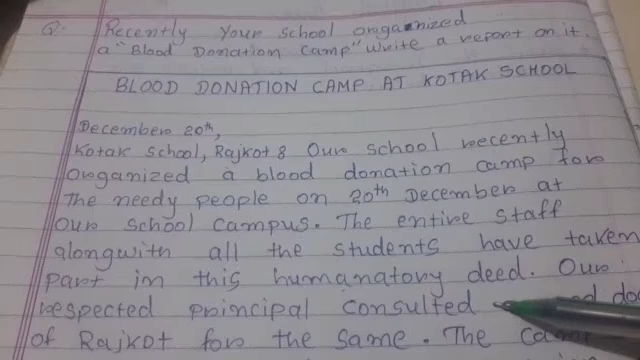 Q. Recently Your school organized
a "Blood Donation Camp" Write a report on it.
BLOOD DONATION CAMP AT KOTAK SCHOOL
December 20th,
Kotak School, Rajkot : Our school recently
organized a blood donation camp for
the needy people on 20th December at
Our school campus. The entire staff
alongwith all the students have taken
part in this humanatory deed. Our
respected principal consulted
of Rajkot for the same. The